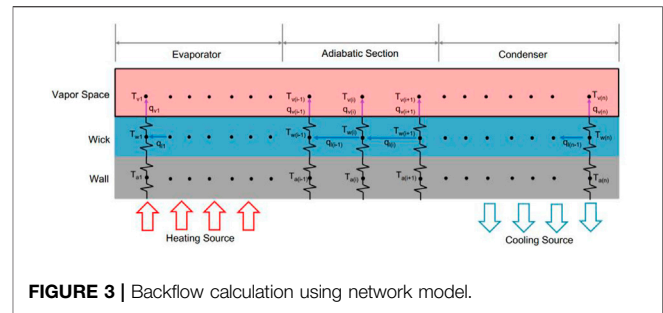 Evaporator Adiabatic Section Condenser
Vapor Space Tv1 Tv(i-1) Tv(i) Tv(i+1) Tv(n)
qv1 qv(i-1) qv(i) qv(i+1) qv(n)
Wick Tw1 Tw(i-1) Tw(i) Tw(i+1) Tw(n)
ql(i-1) ql(i)
Wall Ta1 Ta(i-1) Ta(i) Ta(i+1) Ta(n)
Heating Source Cooling Source
FIGURE 3 | Backflow calculation using network model.